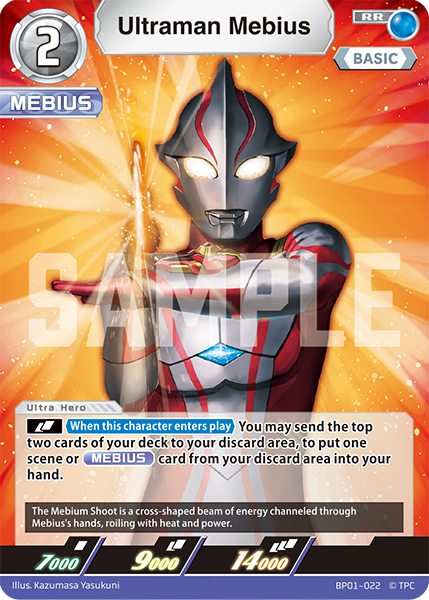 2
Ultraman Mebius
RR
BASIC
MEBIUS
SAMPLE
Ultra Hero
When this character enters play You may send the top
two cards of your deck to your discard area, to put one
scene or MEBIUS card from your discard area into your
hand.
The Mebium Shoot is a cross-shaped beam of energy channeled through
Mebius's hands, roiling with heat and power.
7000 9000 14000
Illus. Kazumasa Yasukuni BP01-022 © TPC